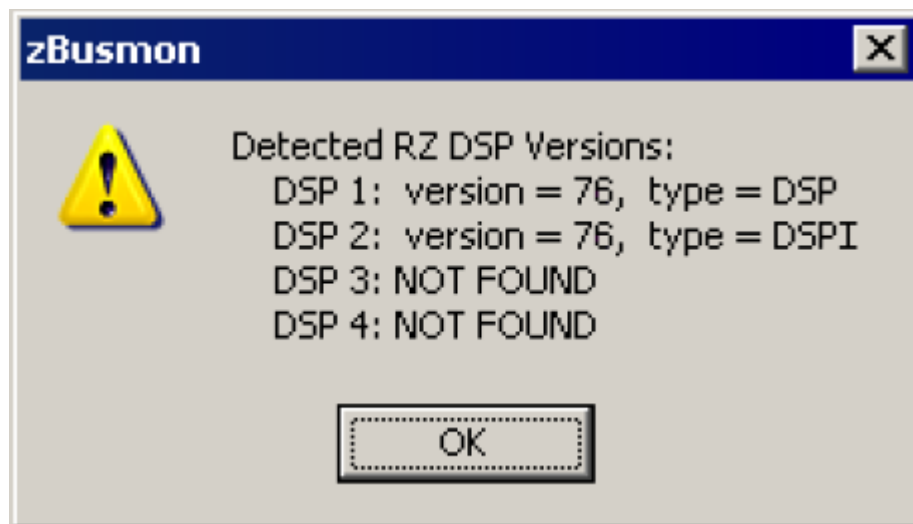 zBusmon
Detected RZ DSP Versions:
DSP 1: version = 76, type = DSP
DSP 2: version = 76, type = DSPI
DSP 3: NOT FOUND
DSP 4: NOT FOUND
OK